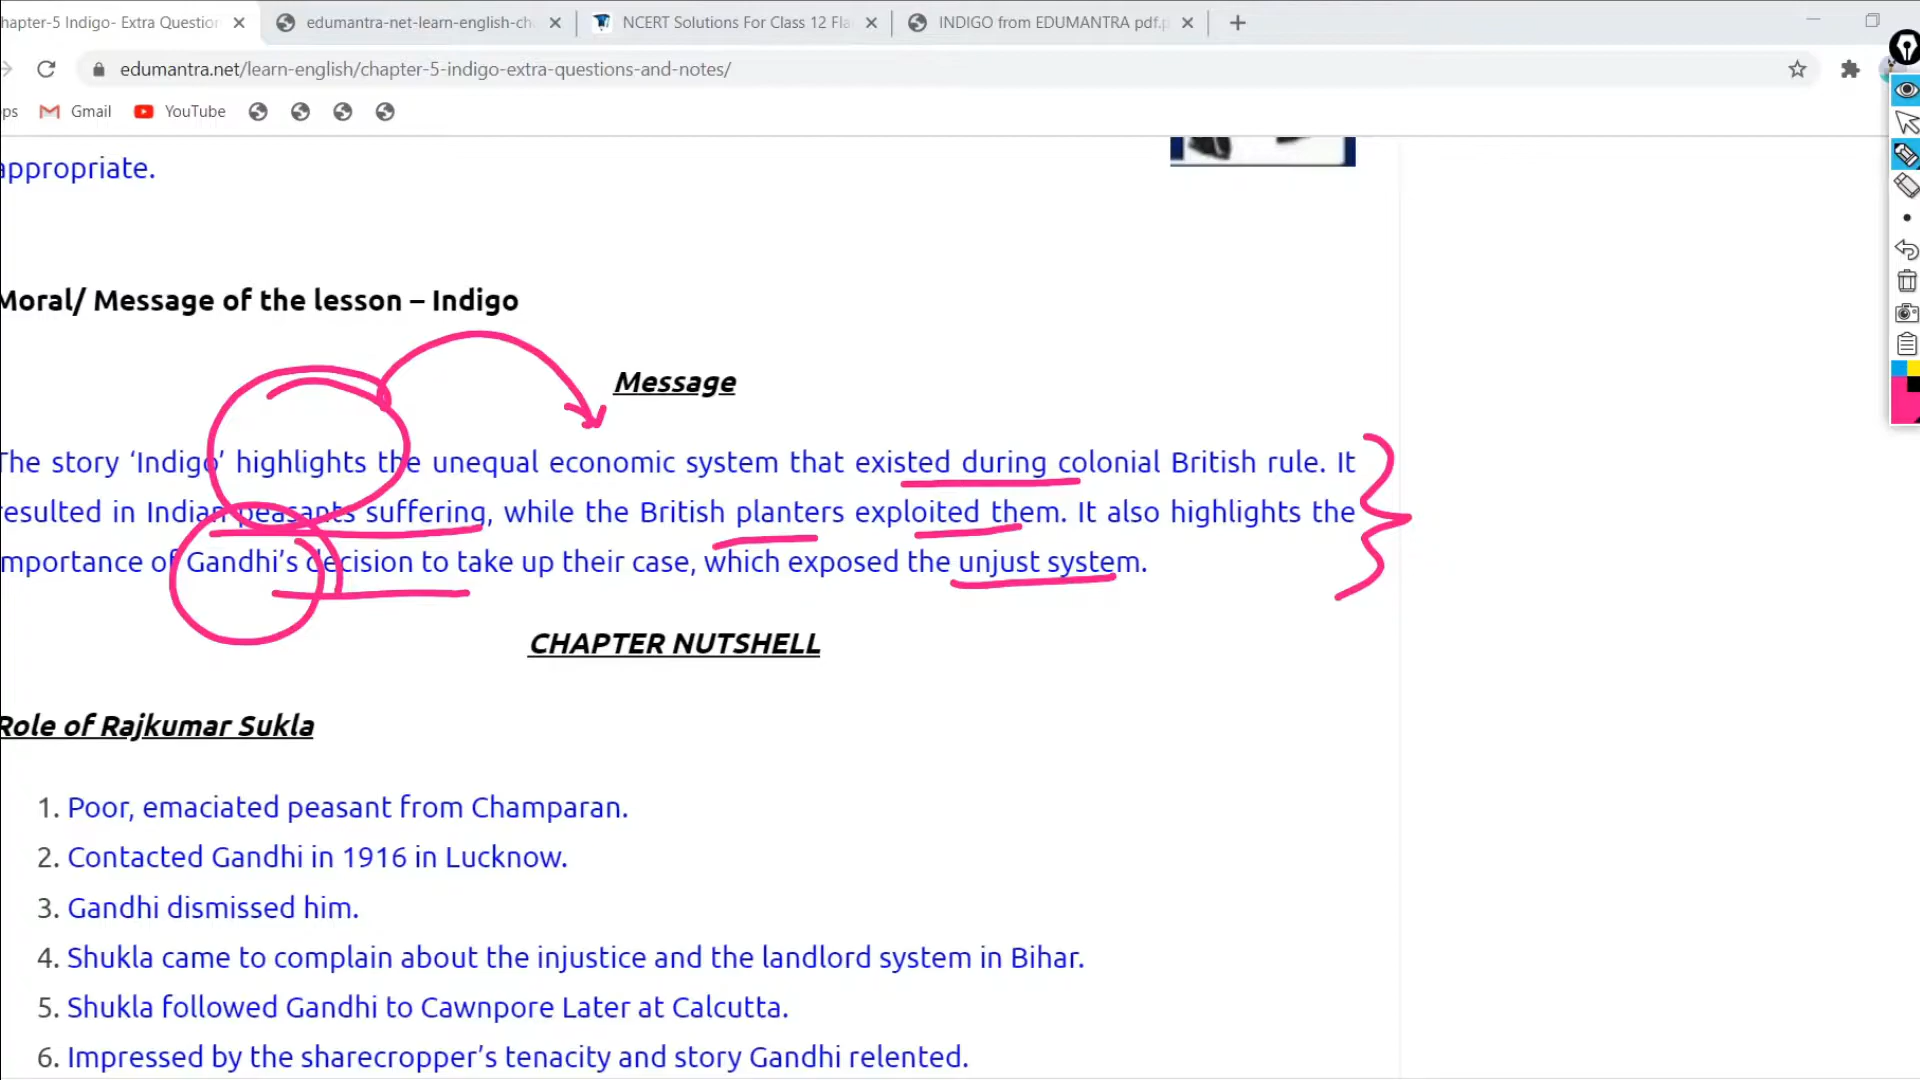 hapter-5 Indigo- Extra Question
edumantra-net-learn-english-ch
NCERT Solutions For Class 12 Fla
INDIGO from EDUMANTRA pdf.p
edumantra.net/learn-english/chapter-5-indigo-extra-questions-and-notes/
ps
Gmail
YouTube
appropriate.
Moral/ Message of the lesson – Indigo
Message
The story ‘Indigo’ highlights the unequal economic system that existed during colonial British rule. It
resulted in Indian peasants suffering, while the British planters exploited them. It also highlights the
mportance of Gandhi’s decision to take up their case, which exposed the unjust system.
CHAPTER NUTSHELL
Role of Rajkumar Sukla
1. Poor, emaciated peasant from Champaran.
2. Contacted Gandhi in 1916 in Lucknow.
3. Gandhi dismissed him.
4. Shukla came to complain about the injustice and the landlord system in Bihar.
5. Shukla followed Gandhi to Cawnpore Later at Calcutta.
6. Impressed by the sharecropper’s tenacity and story Gandhi relented.